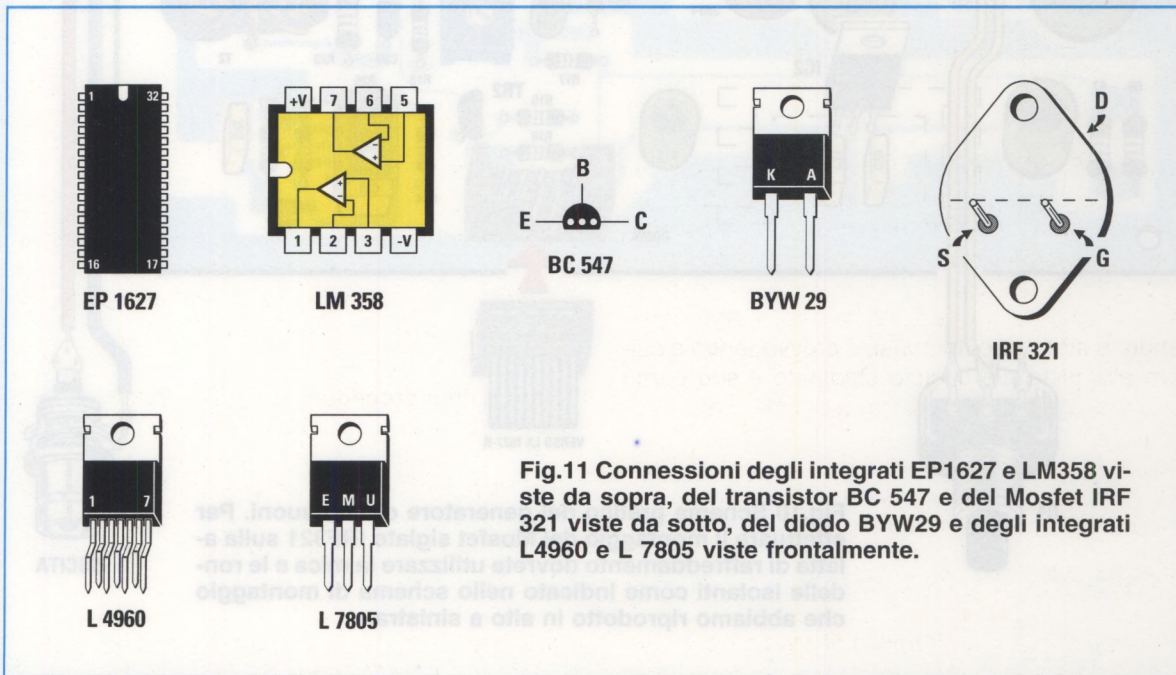 1 32
16 17
EP 1627
+V 7 6 5
- +
+ -
1 2 3 -V
LM 358
B
E C
BC 547
K A
BYW 29
D
S G
IRF 321
1 7
L 4960
E M U
L 7805
Fig.11 Connessioni degli integrati EP1627 e LM358 vi-
ste da sopra, del transistor BC 547 e del Mosfet IRF
321 viste da sotto, del diodo BYW29 e degli integrati
L4960 e L 7805 viste frontalmente.